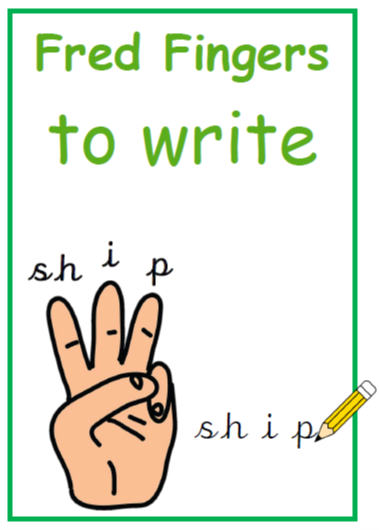 Fred Fingers
to write
sh i p
sh i p